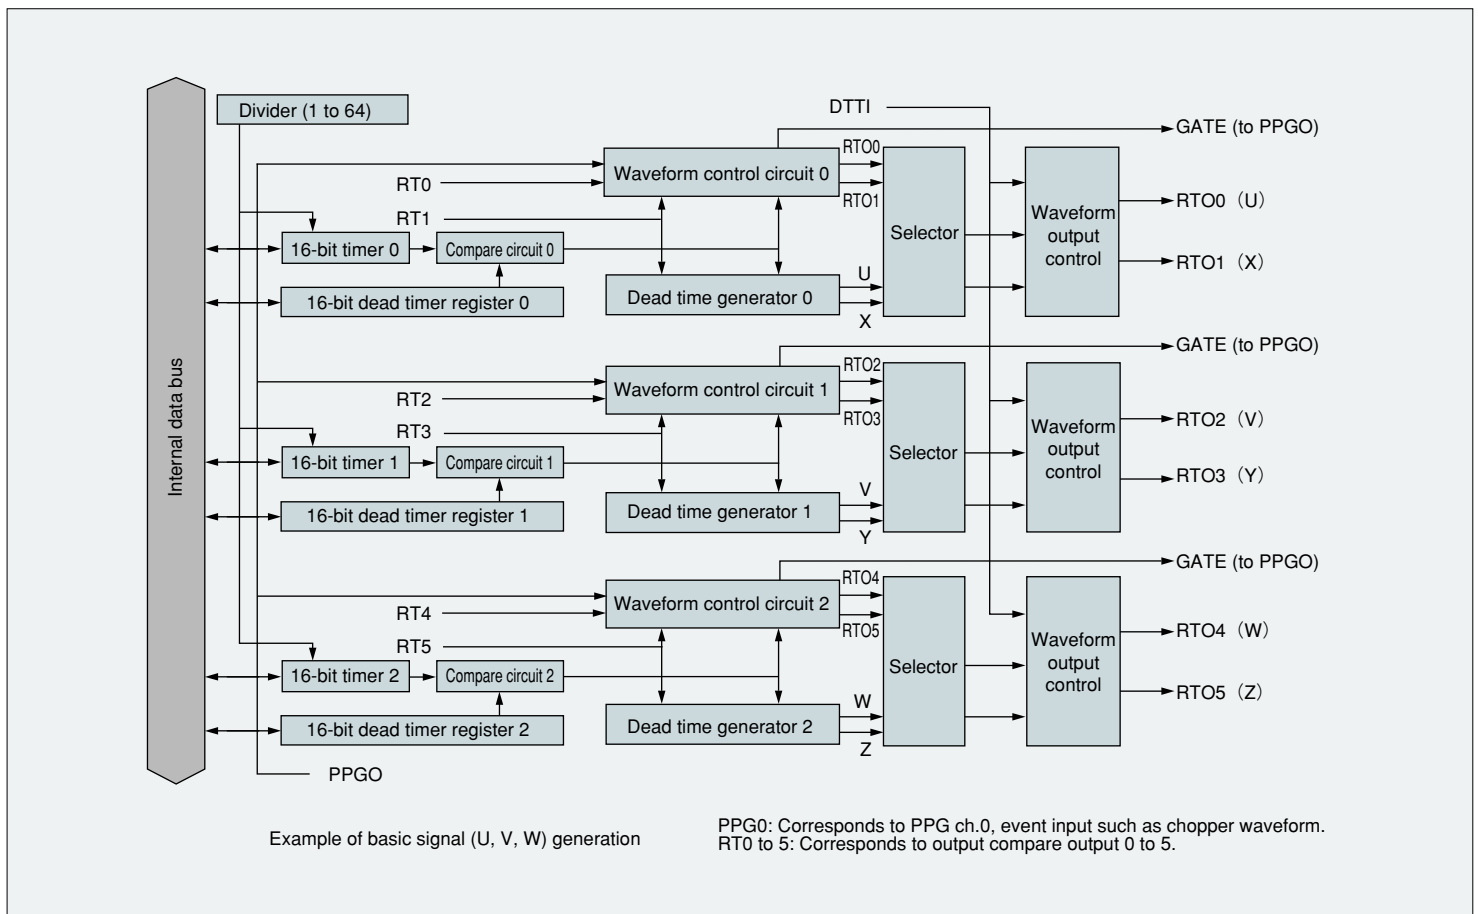 Internal data bus
Divider (1 to 64)
DTTI
GATE (to PPGO)
RT0
RT1
Waveform control circuit 0
RTO0
RTO1
16-bit timer 0
Compare circuit 0
16-bit dead timer register 0
Dead time generator 0
U
X
Selector
Waveform
output
control
RTO0 (U)
RTO1 (X)
GATE (to PPGO)
RT2
RT3
Waveform control circuit 1
RTO2
RTO3
16-bit timer 1
Compare circuit 1
16-bit dead timer register 1
Dead time generator 1
V
Y
Selector
Waveform
output
control
RTO2 (V)
RTO3 (Y)
GATE (to PPGO)
RT4
RT5
Waveform control circuit 2
RTO4
RTO5
16-bit timer 2
Compare circuit 2
16-bit dead timer register 2
Dead time generator 2
W
Z
Selector
Waveform
output
control
RTO4 (W)
RTO5 (Z)
PPGO
Example of basic signal (U, V, W) generation
PPG0: Corresponds to PPG ch.0, event input such as chopper waveform.
RT0 to 5: Corresponds to output compare output 0 to 5.